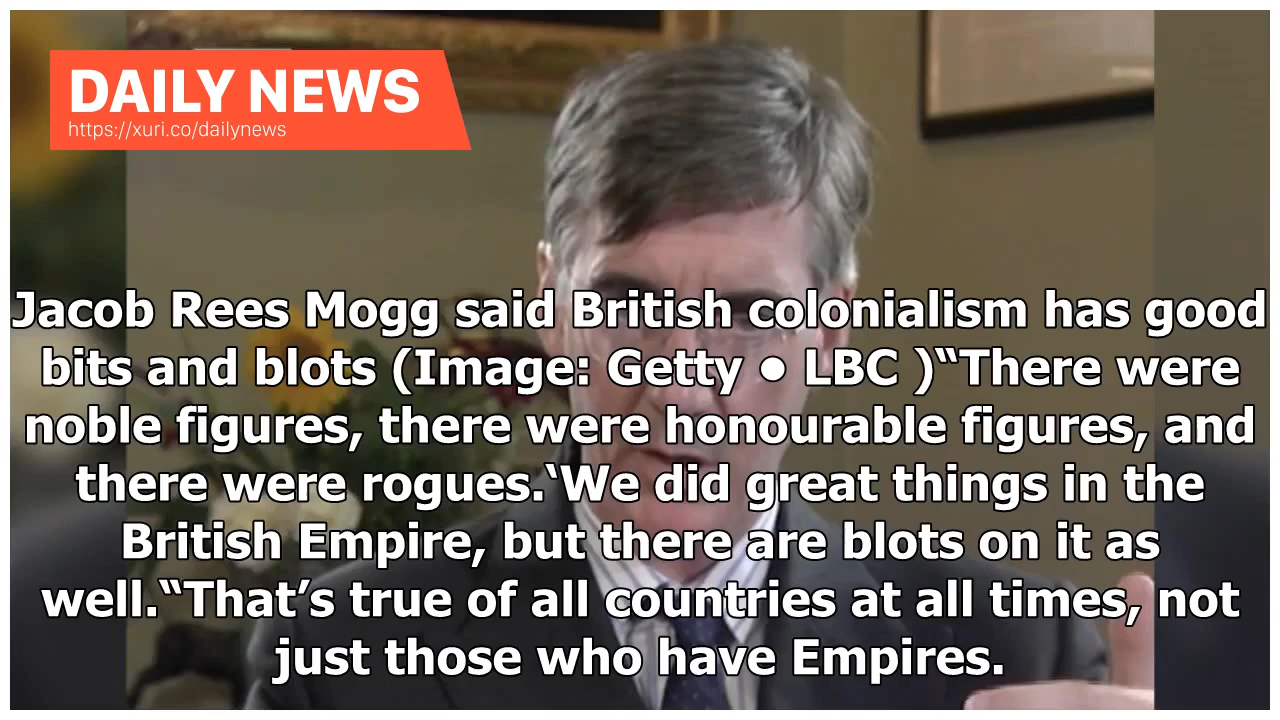 DAILY NEWS
https://xuri.co/dailynews
Jacob Rees Mogg said British colonialism has good
bits and blots (Image: Getty • LBC )“There were
noble figures, there were honourable figures, and
there were rogues.‘We did great things in the
British Empire, but there are blots on it as
well.“That’s true of all countries at all times, not
just those who have Empires.